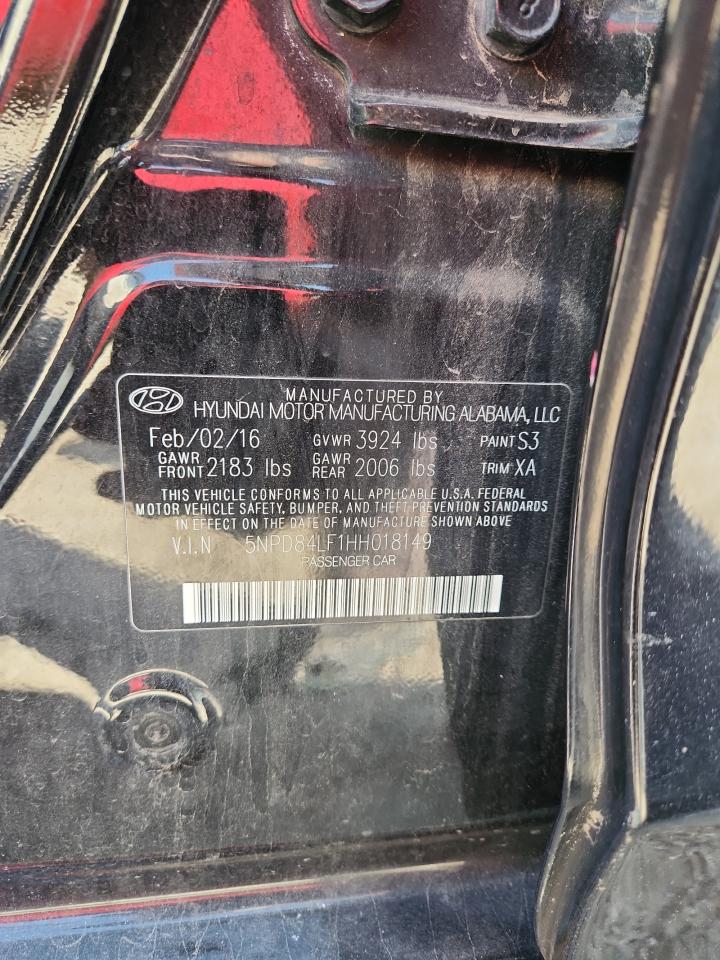 MANUFACTURED BY
HYUNDAI MOTOR MANUFACTURING ALABAMA, LLC
Feb/02/16 GVWR 3924 lbs PAINT S3
GAWR FRONT 2183 lbs GAWR REAR 2006 lbs TRIM XA
THIS VEHICLE CONFORMS TO ALL APPLICABLE U.S.A. FEDERAL
MOTOR VEHICLE SAFETY, BUMPER, AND THEFT PREVENTION STANDARDS
IN EFFECT ON THE DATE OF MANUFACTURE SHOWN ABOVE
V.I.N 5NPD84LF1HH018149
PASSENGER CAR